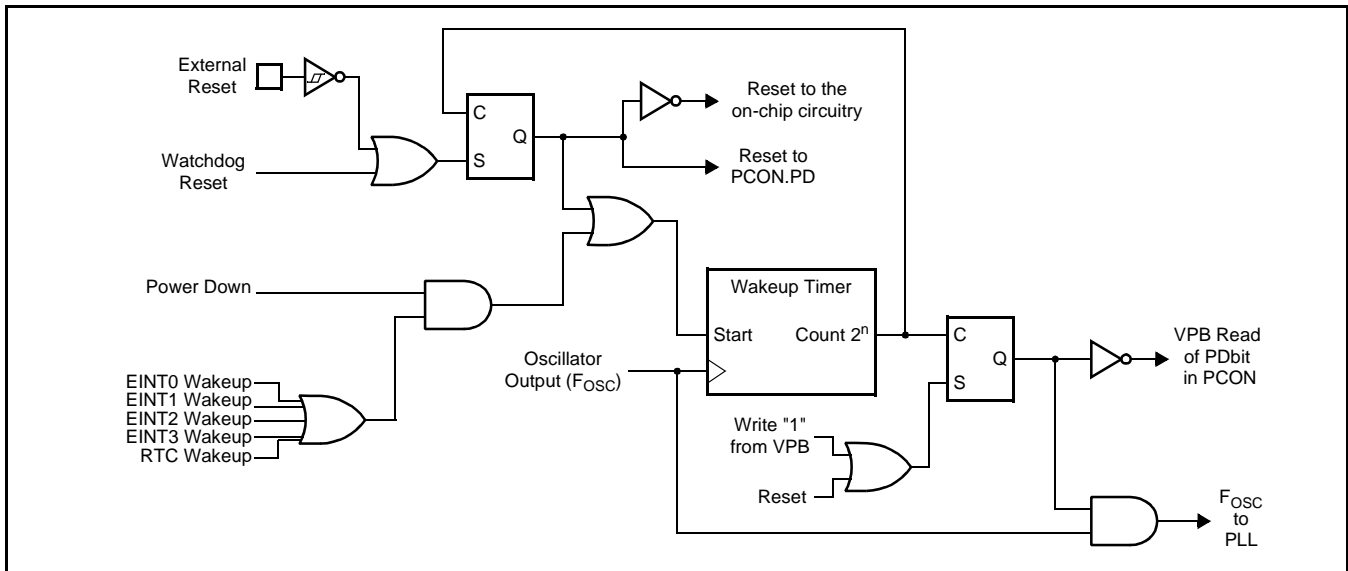 External
Reset
C
Q
S
Reset to the
on-chip circuitry
Watchdog
Reset
Reset to
PCON.PD
Power Down
Wakeup Timer
Start
Count 2ⁿ
Oscillator
Output (FOSC)
C
Q
S
VPB Read
of PDbit
in PCON
EINT0 Wakeup
EINT1 Wakeup
EINT2 Wakeup
EINT3 Wakeup
RTC Wakeup
Write "1"
from VPB
Reset
FOSC
to
PLL